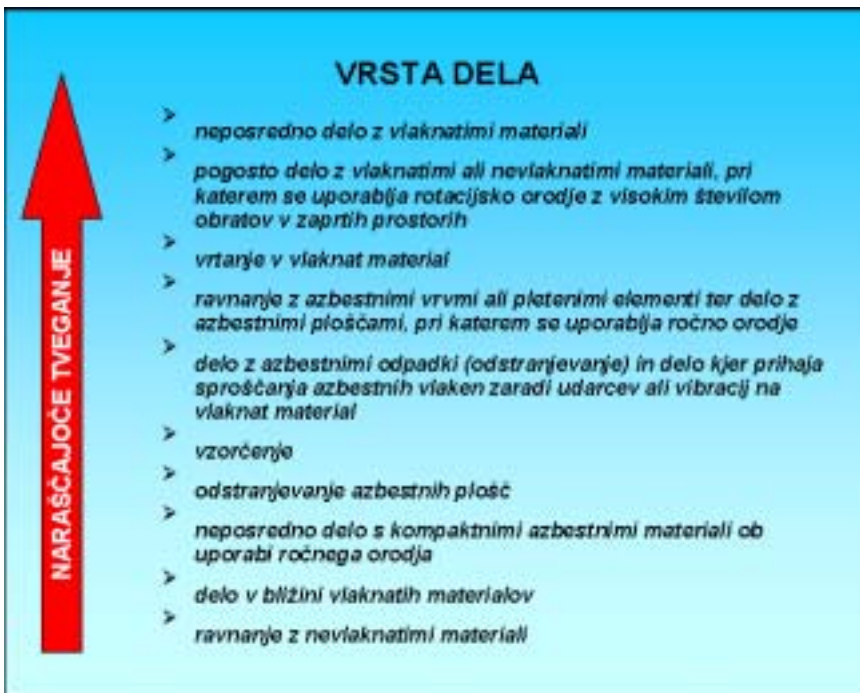 VRSTA DELA
neposredno delo z vlaknatimi materiali
pogosto delo z vlaknatimi ali nevlaknatimi materiali, pri
katerem se uporablja rotacijsko orodje z visokim številom
obratov v zaprtih prostorih
vrtanje v vlaknat material
ravnanje z azbestnimi vrvmi ali pletenimi elementi ter delo z
azbestnimi ploščami, pri katerem se uporablja ročno orodje
delo z azbestnimi odpadki (odstranjevanje) in delo kjer prihaja
sproščanja azbestnih vlaken zaradi udarcev ali vibracij na
vlaknat material
vzorčenje
odstranjevanje azbestnih plošč
neposredno delo s kompaktnimi azbestnimi materiali ob
uporabi ročnega orodja
delo v bližini vlaknatih materialov
ravnanje z nevlaknatimi materiali
NARAŠČAJOČE TVEGANJE